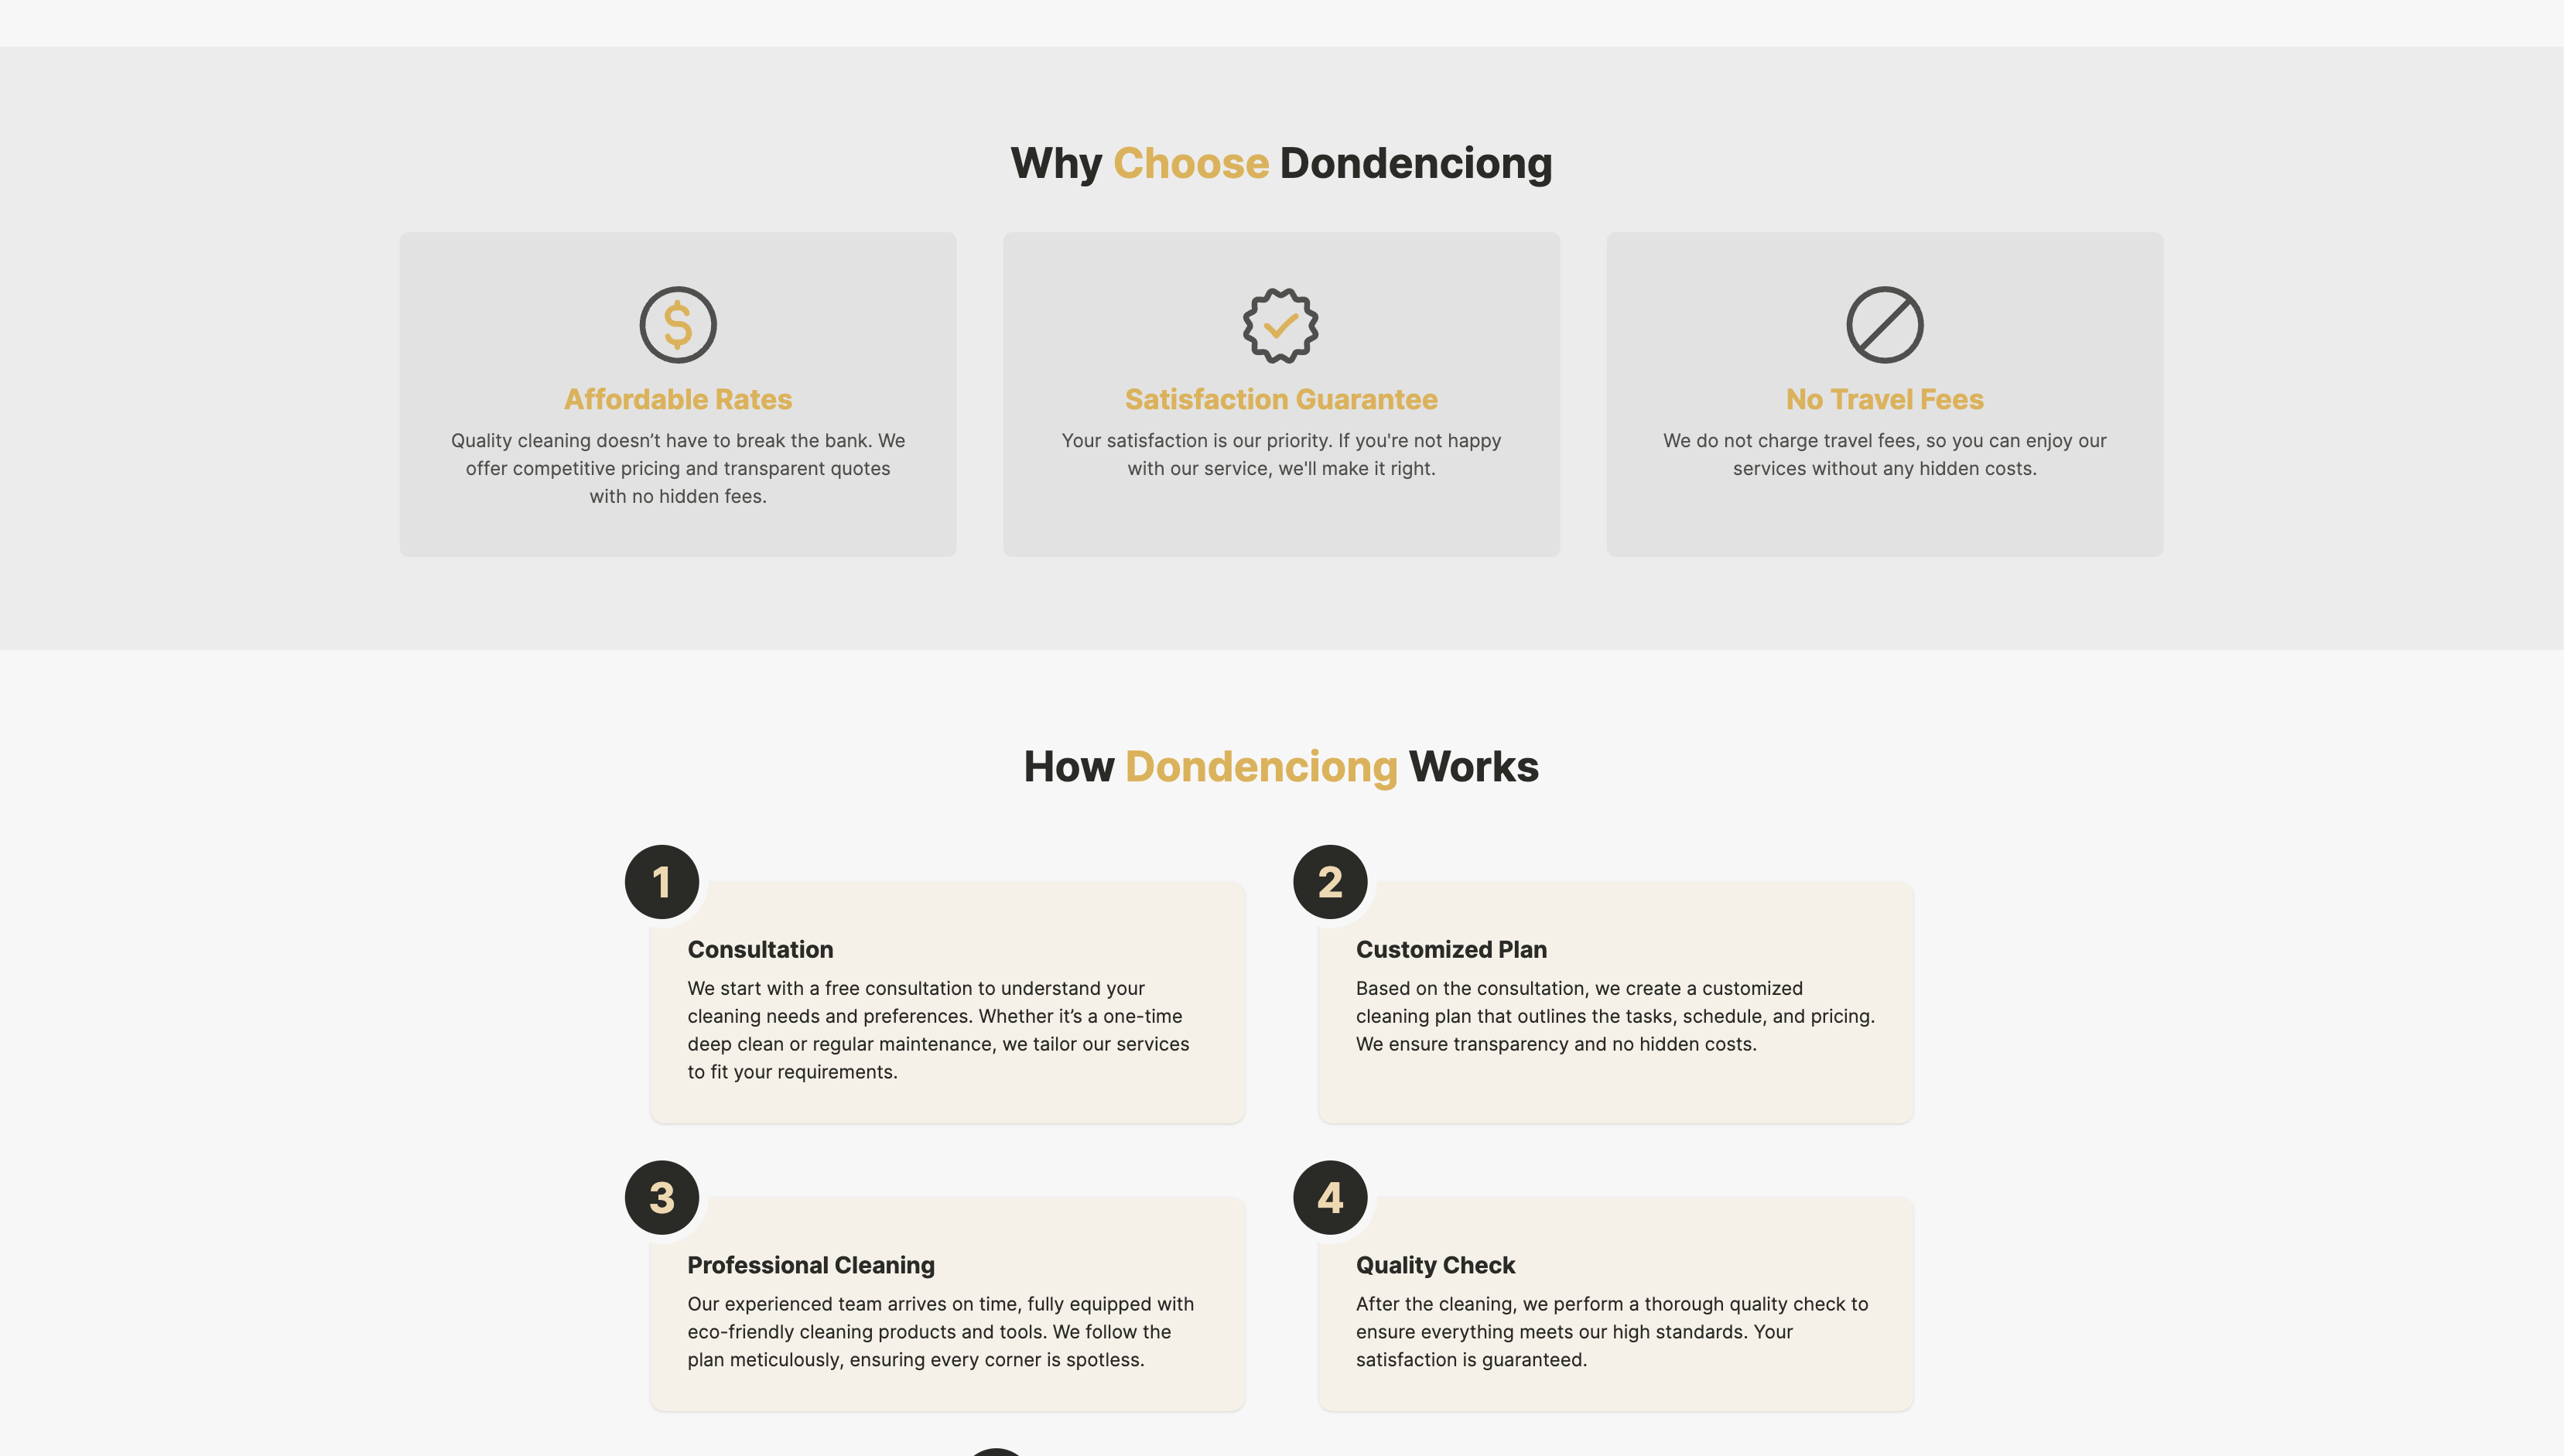 Why Choose Dondenciong
$
Affordable Rates
Quality cleaning doesn’t have to break the bank. We
offer competitive pricing and transparent quotes
with no hidden fees.
Satisfaction Guarantee
Your satisfaction is our priority. If you're not happy
with our service, we'll make it right.
No Travel Fees
We do not charge travel fees, so you can enjoy our
services without any hidden costs.
How Dondenciong Works
1
Consultation
We start with a free consultation to understand your
cleaning needs and preferences. Whether it’s a one-time
deep clean or regular maintenance, we tailor our services
to fit your requirements.
2
Customized Plan
Based on the consultation, we create a customized
cleaning plan that outlines the tasks, schedule, and pricing.
We ensure transparency and no hidden costs.
3
Professional Cleaning
Our experienced team arrives on time, fully equipped with
eco-friendly cleaning products and tools. We follow the
plan meticulously, ensuring every corner is spotless.
4
Quality Check
After the cleaning, we perform a thorough quality check to
ensure everything meets our high standards. Your
satisfaction is guaranteed.